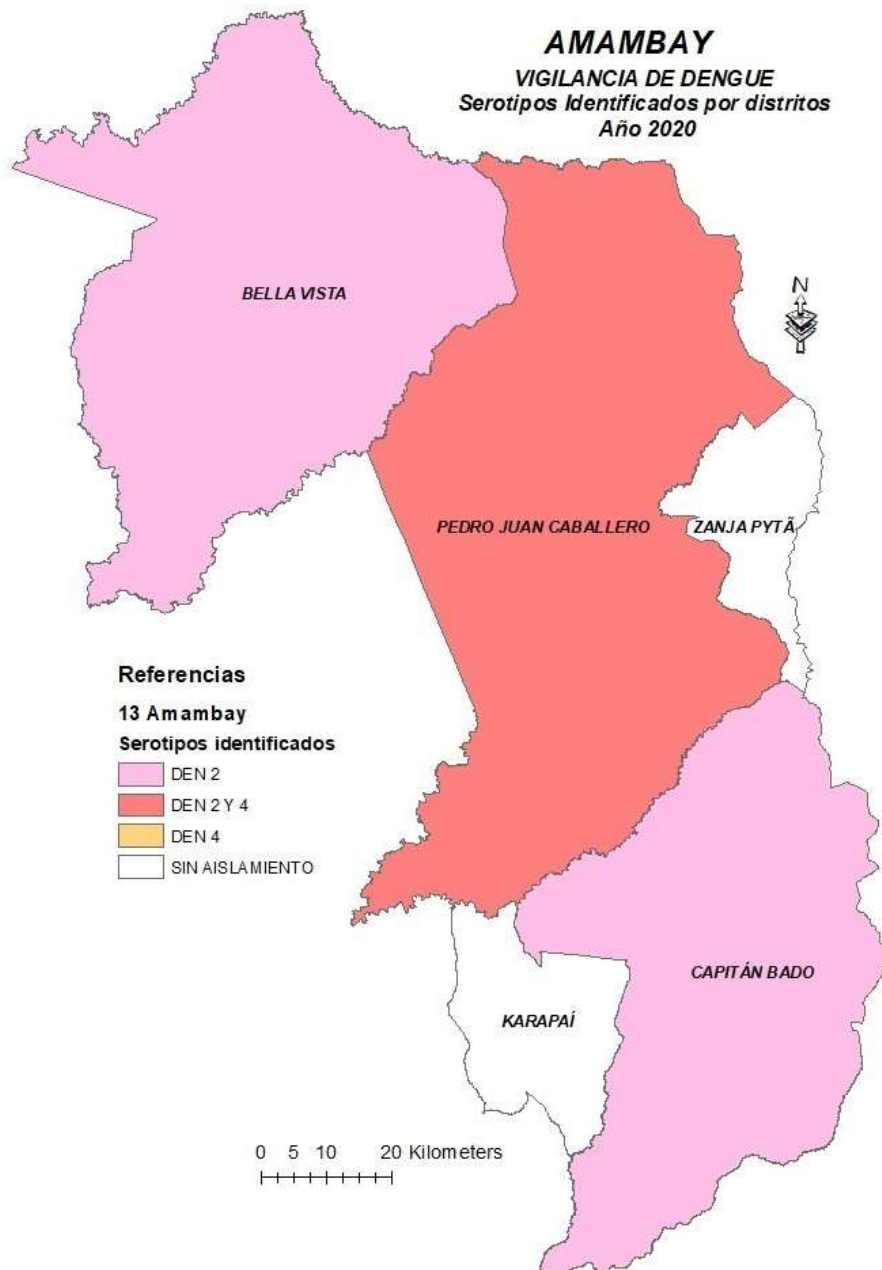 AMAMBAY
VIGILANCIA DE DENGUE
Serotipos Identificados por distritos
Año 2020
N
BELLA VISTA
PEDRO JUAN CABALLERO
ZANJA PYTÃ
Referencias
13 Amambay
Serotipos identificados
DEN 2
DEN 2 Y 4
DEN 4
SIN AISLAMIENTO
CAPITÁN BADO
KARAPAÍ
0 5 10 20 Kilometers